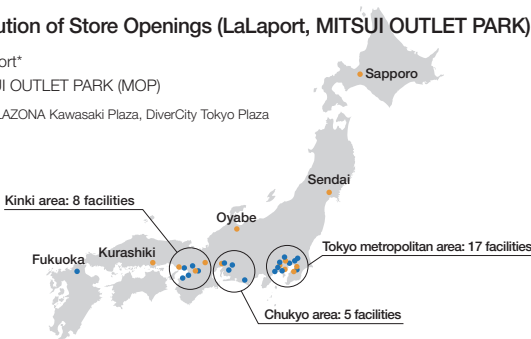 ution of Store Openings (LaLaport, MITSUI OUTLET PARK)
ort*
UI OUTLET PARK (MOP)
LAZONA Kawasaki Plaza, DiverCity Tokyo Plaza
Sapporo
Sendai
Kinki area: 8 facilities
Oyabe
Tokyo metropolitan area: 17 facilities
Kurashiki
Fukuoka
Chukyo area: 5 facilities